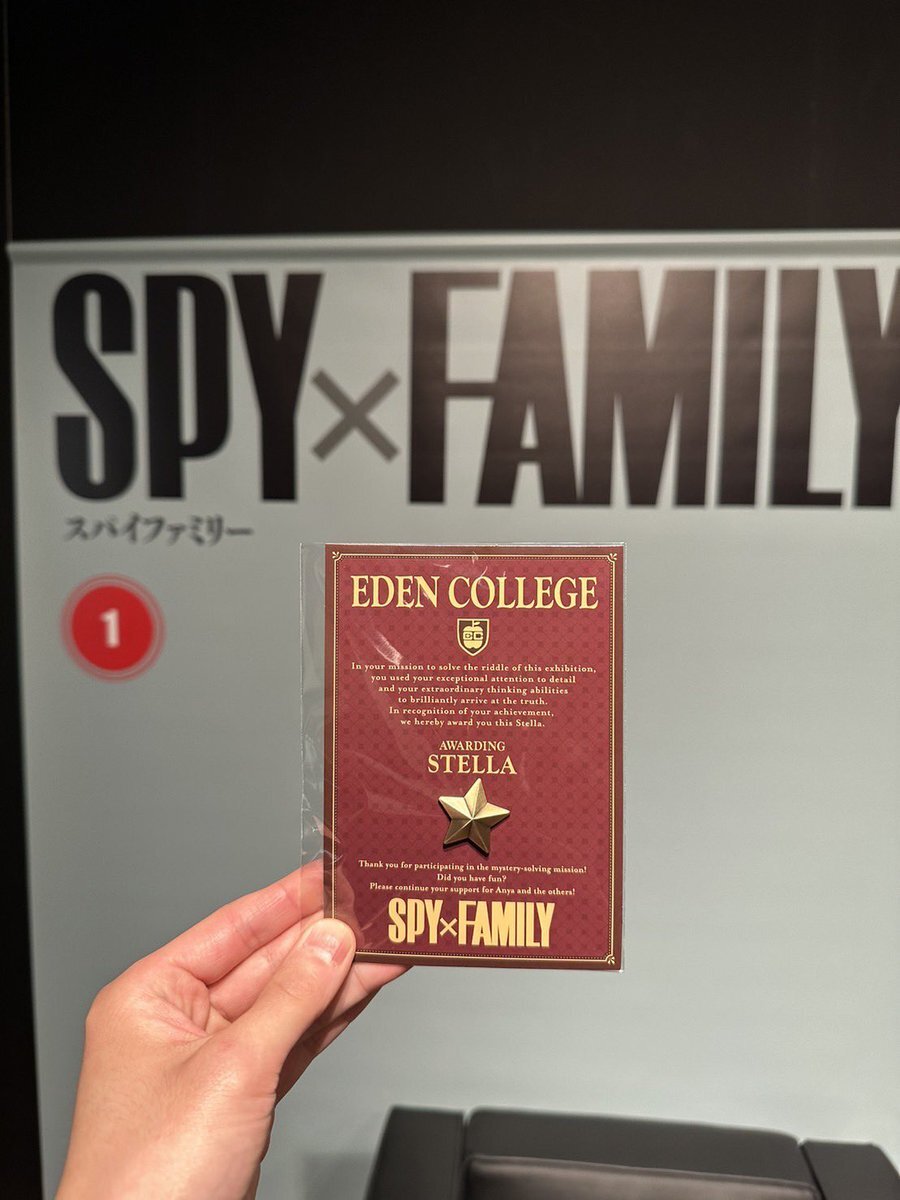 SPY×FAMILY
スパイファミリー
1
EDEN COLLEGE
EC
In your mission to solve the riddle of this exhibition,
you used your exceptional attention to detail
and your extraordinary thinking abilities
to brilliantly arrive at the truth.
In recognition of your achievement,
we hereby award you this Stella.
AWARDING
STELLA
Thank you for participating in the mystery-solving mission!
Did you have fun?
Please continue your support for Anya and the others!
SPY×FAMILY